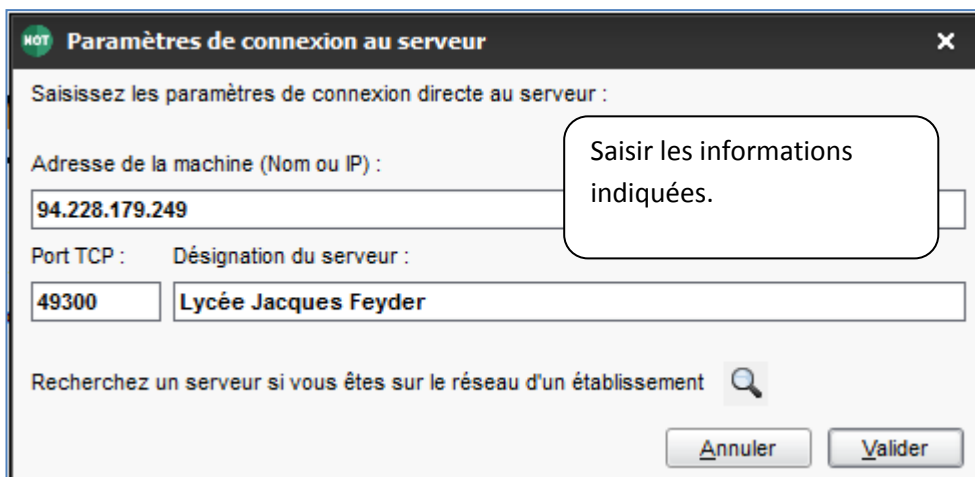 NOT Paramètres de connexion au serveur
Saisissez les paramètres de connexion directe au serveur :
Saisir les informations
indiquées.
Adresse de la machine (Nom ou IP) :
94.228.179.249
Port TCP : Désignation du serveur :
49300 Lycée Jacques Feyder
Recherchez un serveur si vous êtes sur le réseau d'un établissement
Annuler Valider